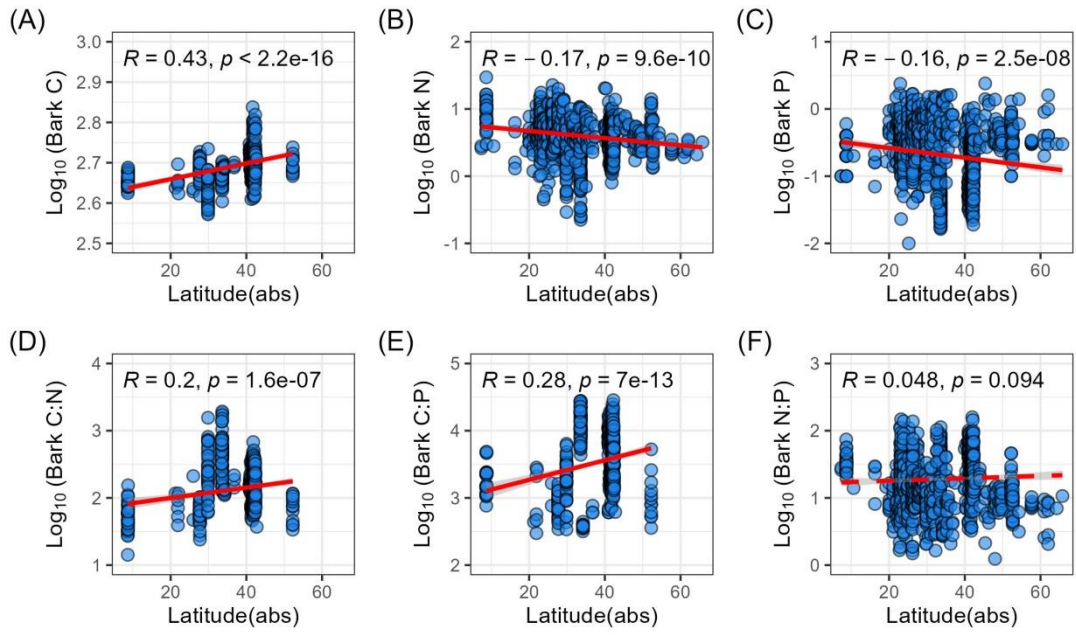 (A)
3.0
2.9
2.8
2.7
2.6
2.5
Log10 (Bark C)
R = 0.43, p < 2.2e-16
20 40 60
Latitude(abs)
(B)
2
1
0
-1
Log10 (Bark N)
R = − 0.17, p = 9.6e-10
20 40 60
Latitude(abs)
(C)
1
0
-1
-2
Log10 (Bark P)
R = − 0.16, p = 2.5e-08
20 40 60
Latitude(abs)
(D)
4
3
2
1
Log10 (Bark C:N)
R = 0.2, p = 1.6e-07
20 40 60
Latitude(abs)
(E)
5
4
3
2
Log10 (Bark C:P)
R = 0.28, p = 7e-13
20 40 60
Latitude(abs)
(F)
3
2
1
0
Log10 (Bark N:P)
R = 0.048, p = 0.094
20 40 60
Latitude(abs)